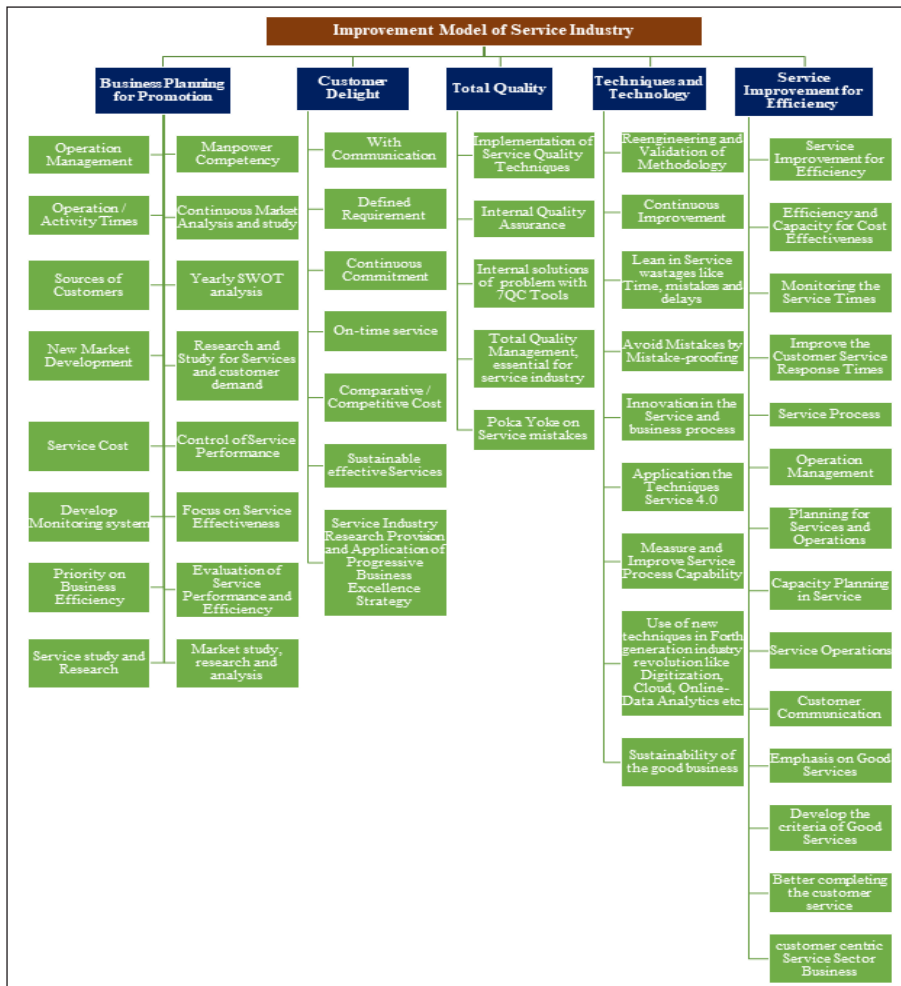 Improvement Model of Service Industry
Business Planning
for Promotion
Operation
Management
Manpower
Competency
Operation /
Activity Times
Continuous Market
Analysis and study
Sources of
Customers
Yearly SWOT
analysis
New Market
Development
Research and
Study for Services
and customer
demand
Service Cost
Control of Service
Performance
Develop
Monitoring system
Focus on Service
Effectiveness
Priority on
Business
Efficiency
Evaluation of
Service
Performance and
Efficiency
Service study and
Research
Market study,
research and
analysis
Customer
Delight
With
Communication
Defined
Requirement
Continuous
Commitment
On-time service
Comparative /
Competitive Cost
Sustainable
effective Services
Service Industry
Research Provision
and Application of
Progressive
Business
Excellence
Strategy
Total Quality
Implementation of
Service Quality
Techniques
Internal Quality
Assurance
Internal solutions
of problem with
7QC Tools
Total Quality
Management,
essential for
service industry
Poka Yoke on
Service mistakes
Techniques and
Technology
Reengineering and
Validation of
Methodology
Continuous
Improvement
Lean in Service
wastages like
Time, mistakes and
delays
Avoid Mistakes by
Mistake-proofing
Innovation in the
Service and
business process
Application the
Techniques
Service 4.0
Measure and
Improve Service
Process Capability
Use of new
techniques in Forth
generation industry
revolution like
Digitization,
Cloud, Online-
Data Analytics etc.
Sustainability of
the good business
Service
Improvement for
Efficiency
Service
Improvement for
Efficiency
Efficiency and
Capacity for Cost
Effectiveness
Monitoring the
Service Times
Improve the
Customer Service
Response Times
Service Process
Operation
Management
Planning for
Services and
Operations
Capacity Planning
in Service
Service Operations
Customer
Communication
Emphasis on Good
Services
Develop the
criteria of Good
Services
Better completing
the customer
service
customer centric
Service Sector
Business